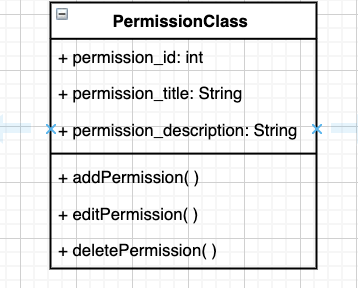 PermissionClass
+ permission_id: int
+ permission_title: String
+ permission_description: String
+ addPermission( )
+ editPermission( )
+ deletePermission( )